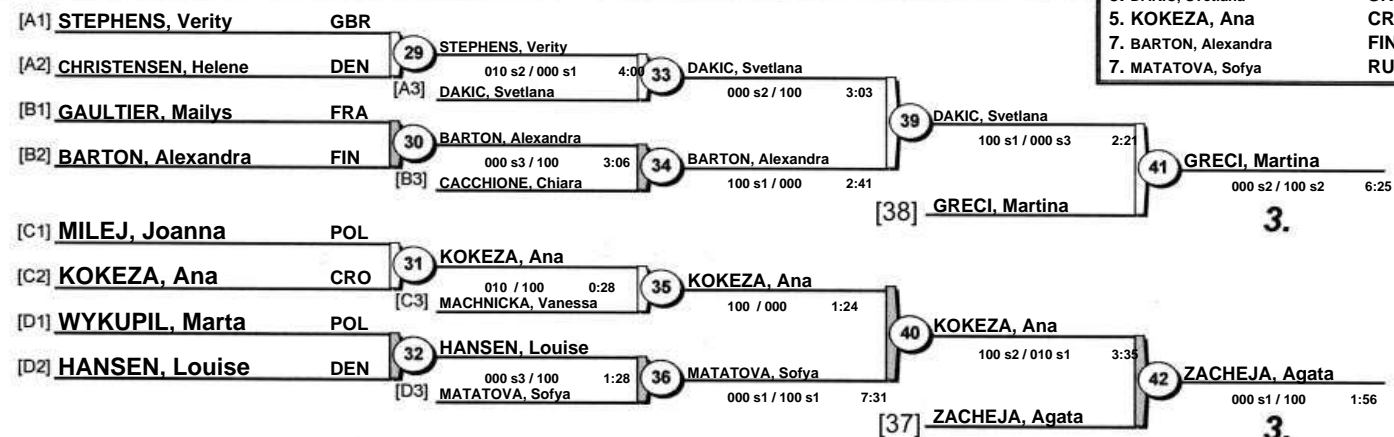 5. KOKEZA, Ana CR
7. BARTON, Alexandra FIN
7. MATATOVA, Sofya RU
[A1] STEPHENS, Verity GBR
[A2] CHRISTENSEN, Helene DEN
29
STEPHENS, Verity
010 s2 / 000 s1 4:00
[A3] DAKIC, Svetlana
33
DAKIC, Svetlana
000 s2 / 100 3:03
[B1] GAULTIER, Mailys FRA
[B2] BARTON, Alexandra FIN
30
BARTON, Alexandra
000 s3 / 100 3:06
[B3] CACCHIONE, Chiara
34
BARTON, Alexandra
100 s1 / 000 2:41
39
DAKIC, Svetlana
100 s1 / 000 s3 2:21
[38] GRECI, Martina
41
GRECI, Martina
000 s2 / 100 s2 6:25
3.
[C1] MILEJ, Joanna POL
[C2] KOKEZA, Ana CRO
31
KOKEZA, Ana
010 / 100 0:28
[C3] MACHNICKA, Vanessa
35
KOKEZA, Ana
100 / 000 1:24
[D1] WYKUPIL, Marta POL
[D2] HANSEN, Louise DEN
32
HANSEN, Louise
000 s3 / 100 1:28
[D3] MATATOVA, Sofya
36
MATATOVA, Sofya
000 s1 / 100 s1 7:31
40
KOKEZA, Ana
100 s2 / 010 s1 3:35
[37] ZACHEJA, Agata
42
ZACHEJA, Agata
000 s1 / 100 1:56
3.